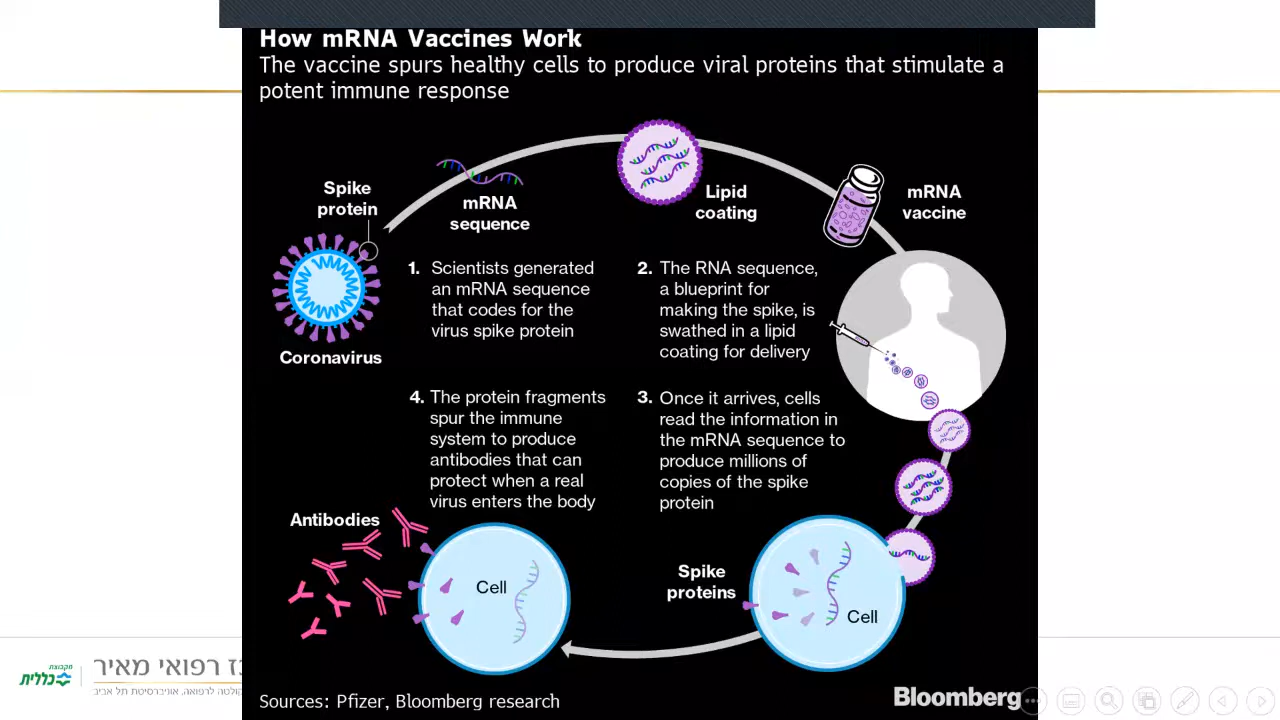 How mRNA Vaccines Work
The vaccine spurs healthy cells to produce viral proteins that stimulate a
potent immune response
Spike
protein
mRNA
sequence
Lipid
coating
mRNA
vaccine
Coronavirus
1. Scientists generated
an mRNA sequence
that codes for the
virus spike protein
2. The RNA sequence,
a blueprint for
making the spike, is
swathed in a lipid
coating for delivery
3. Once it arrives, cells
read the information in
the mRNA sequence to
produce millions of
copies of the spike
protein
4. The protein fragments
spur the immune
system to produce
antibodies that can
protect when a real
virus enters the body
Antibodies
Cell
Spike
proteins
Cell
Sources: Pfizer, Bloomberg research
Bloomberg
קבוצת
כללית
רפואי מאיר
לרפואה, אוניברסיטת תל אביב